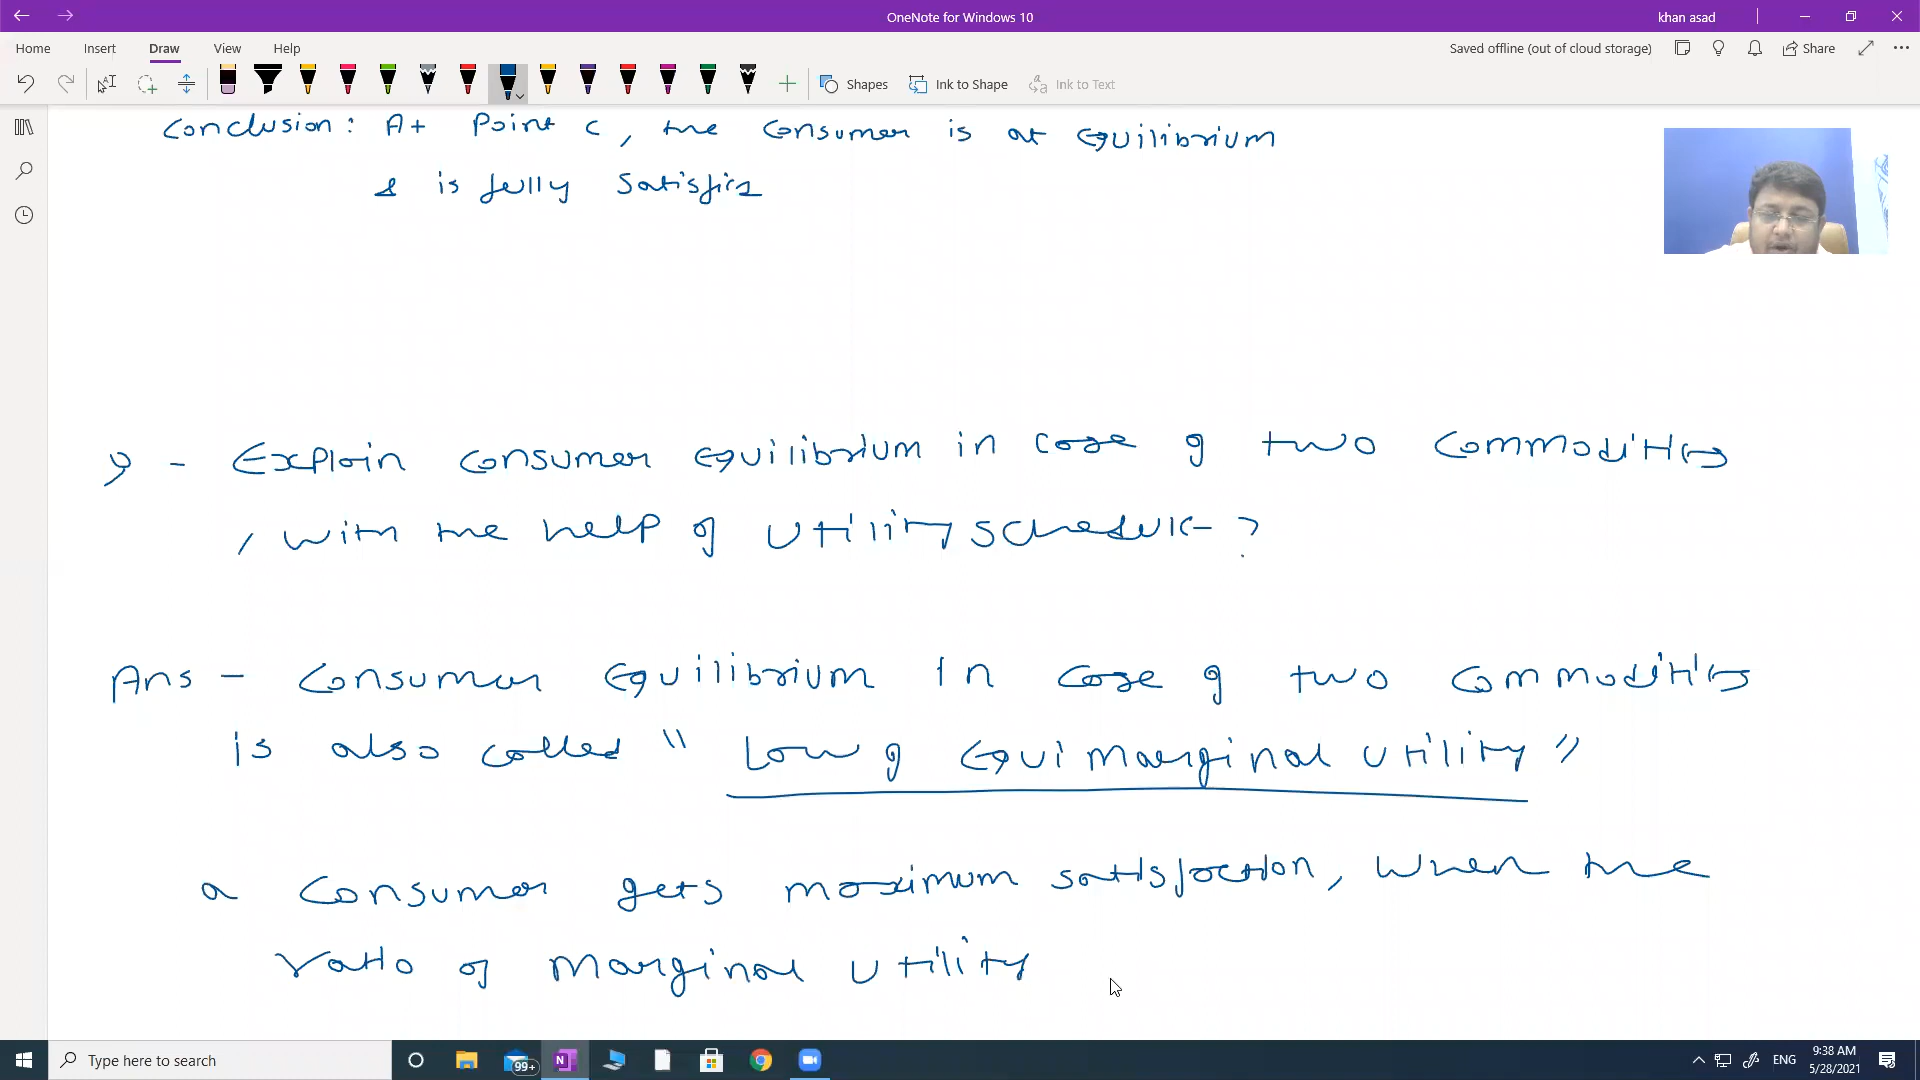 OneNote for Windows 10
khan asad
Home Insert Draw View Help
Saved offline (out of cloud storage)
Share
Shapes
Ink to Shape
Ink to Text
Conclusion: At Point C, the consumer is at equilibrium
& is fully satisfied
Q - Explain consumer equilibrium in case of two commodities
, with the help of utility schedule ?
Ans - Consumer equilibrium in case of two commodities
is also called " Law of Equi marginal utility "
a consumer gets maximum satisfaction, when the
ratio of marginal utility
Type here to search
99+
ENG
9:38 AM
5/28/2021